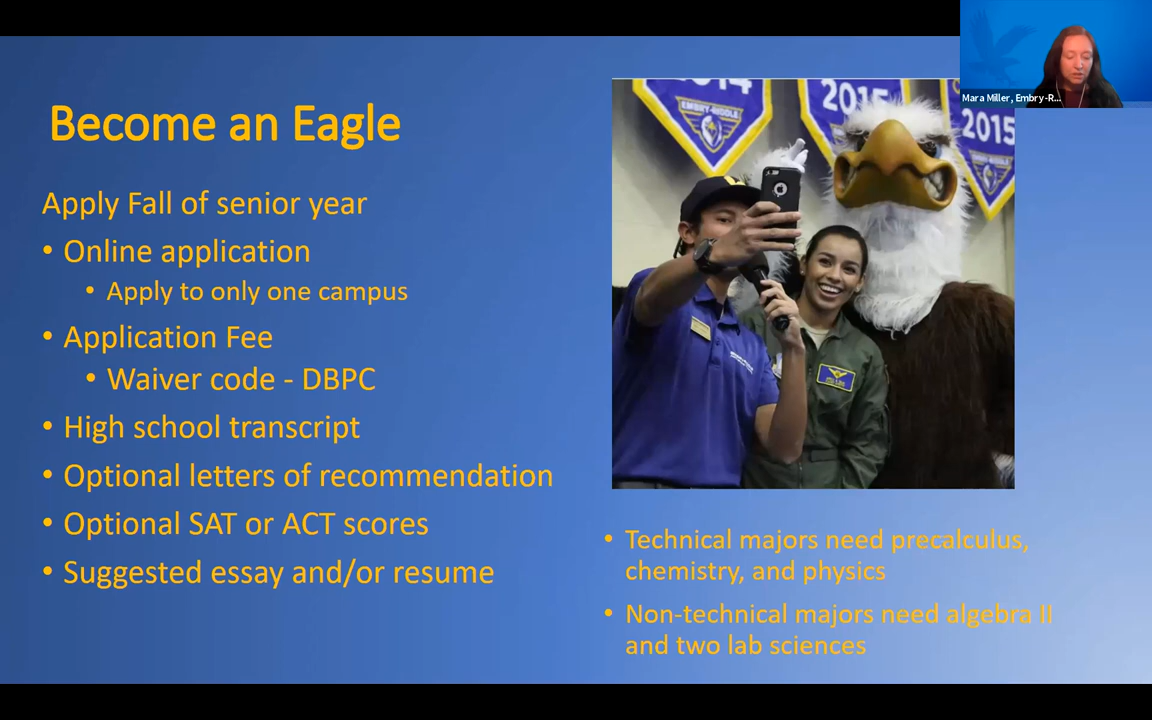 Become an Eagle
Apply Fall of senior year
• Online application
• Apply to only one campus
• Application Fee
• Waiver code - DBPC
• High school transcript
• Optional letters of recommendation
• Optional SAT or ACT scores
• Suggested essay and/or resume
2014
EMBRY-RIDDLE
2015
2015
Mara Miller, Embry-R...
• Technical majors need precalculus,
chemistry, and physics
• Non-technical majors need algebra II
and two lab sciences